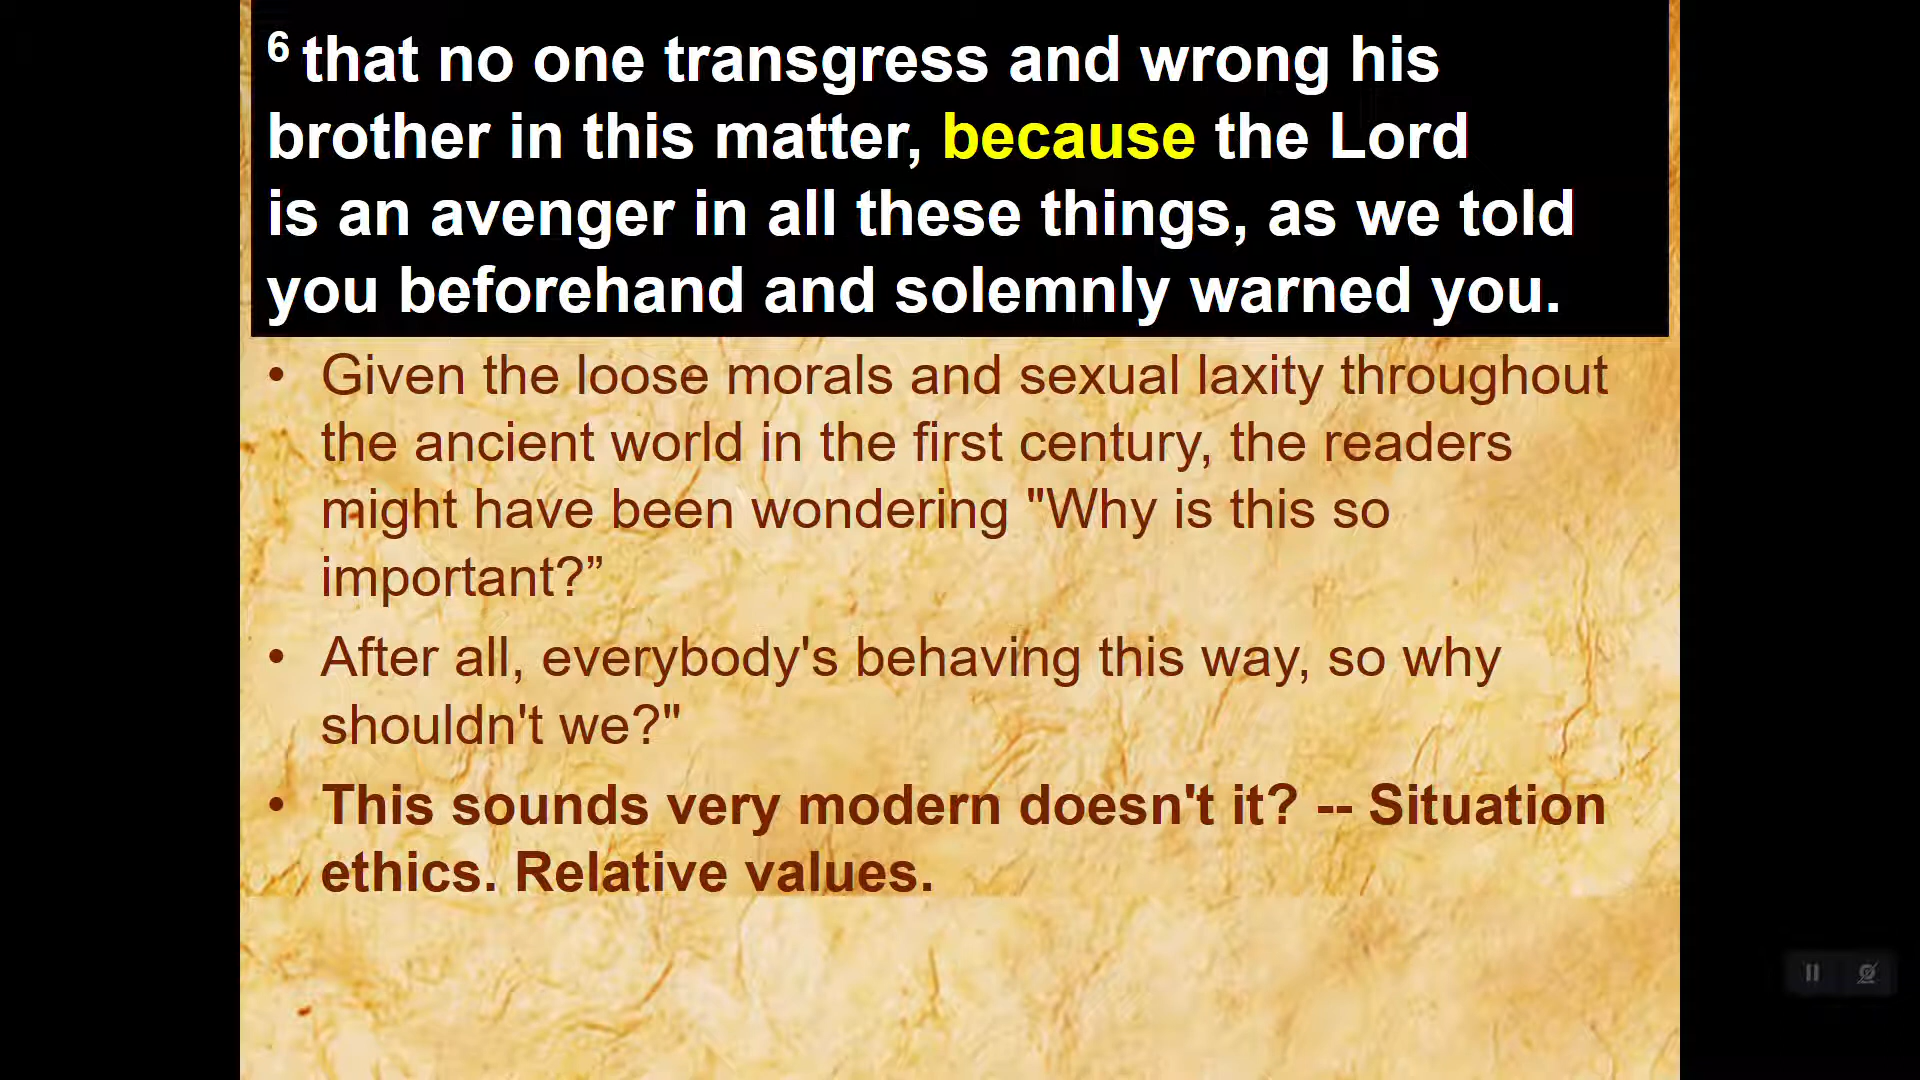 6 that no one transgress and wrong his
brother in this matter, because the Lord
is an avenger in all these things, as we told
you beforehand and solemnly warned you.
• Given the loose morals and sexual laxity throughout
the ancient world in the first century, the readers
might have been wondering "Why is this so
important?”
• After all, everybody's behaving this way, so why
shouldn't we?"
• This sounds very modern doesn't it? -- Situation
ethics. Relative values.